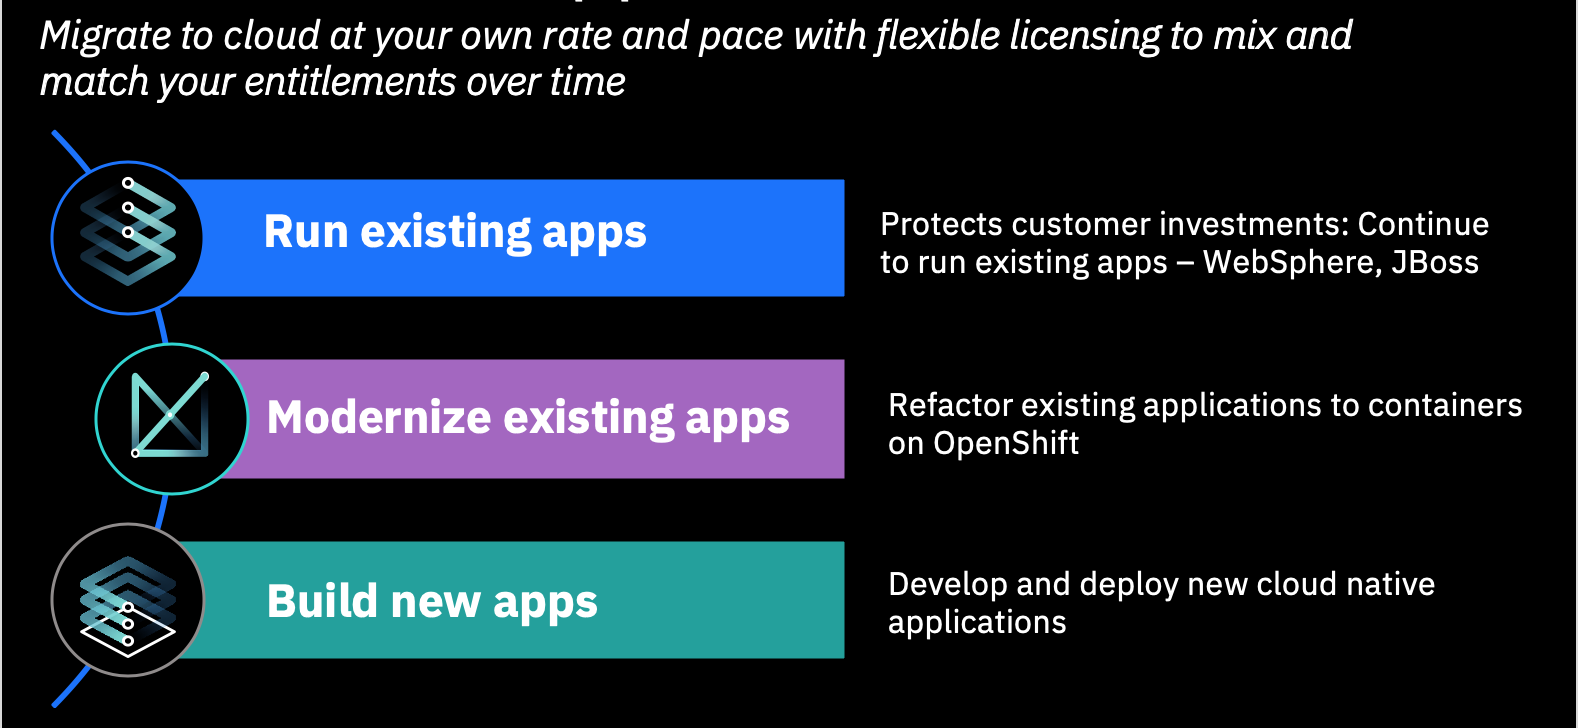 Migrate to cloud at your own rate and pace with flexible licensing to mix and
match your entitlements over time
Run existing apps
Protects customer investments: Continue
to run existing apps – WebSphere, JBoss
Modernize existing apps
Refactor existing applications to containers
on OpenShift
Build new apps
Develop and deploy new cloud native
applications